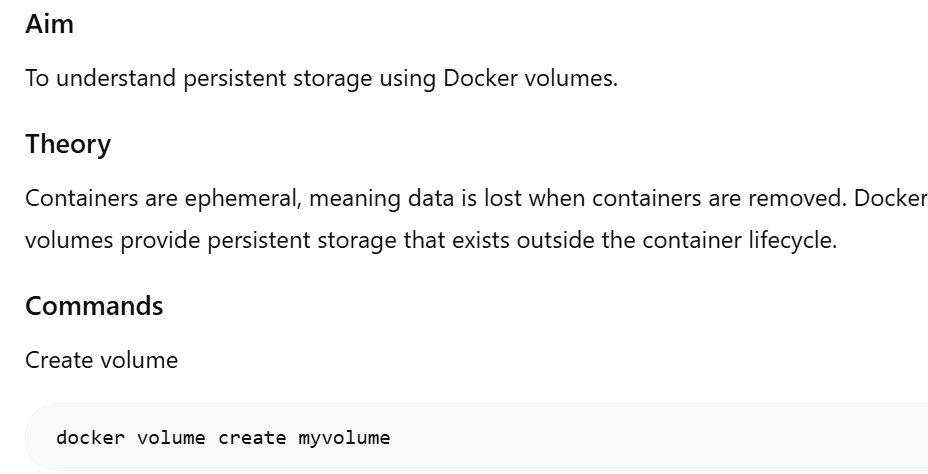 Aim
To understand persistent storage using Docker volumes.
Theory
Containers are ephemeral, meaning data is lost when containers are removed. Docker
volumes provide persistent storage that exists outside the container lifecycle.
Commands
Create volume
docker volume create myvolume